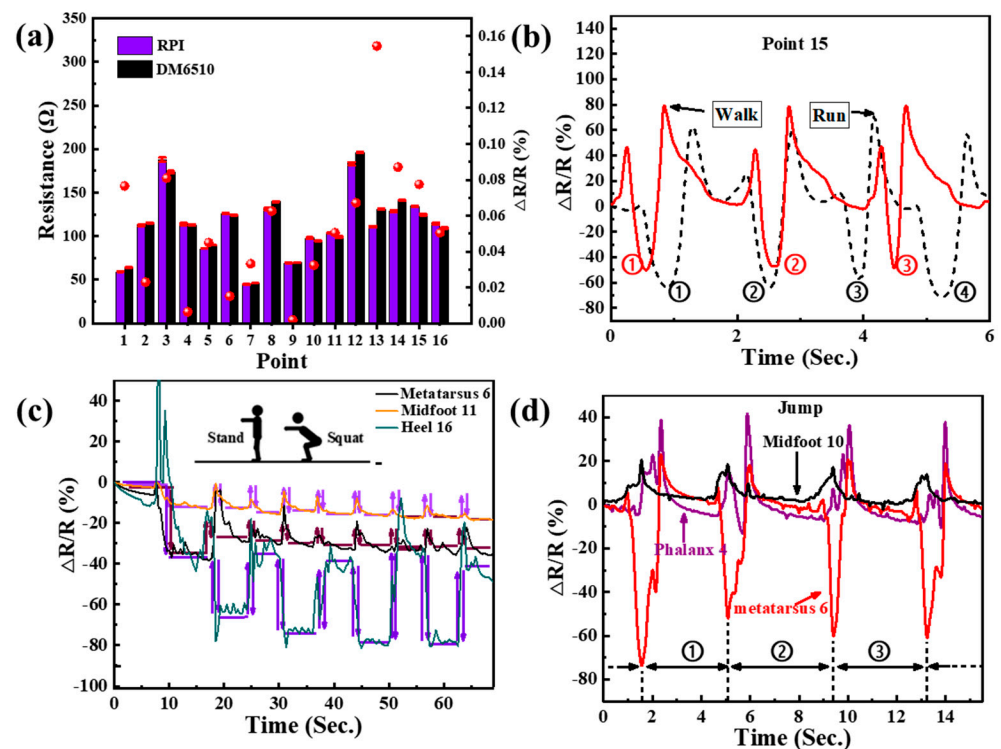 (a)
350
300
250
200
150
100
50
0
Resistance (Ω)
RPI
DM6510
0.16
0.14
0.12
0.10
0.08
0.06
0.04
0.02
0.00
△R/R (%)
1 2 3 4 5 6 7 8 9 10 11 12 13 14 15 16
Point
(b)
140
120
100
80
60
40
20
0
-20
-40
-60
-80
ΔR/R (%)
Point 15
Walk
Run
① ② ③
① ② ③ ④
0 2 4 6
Time (Sec.)
(c)
40
20
0
-20
-40
-60
-80
-100
△R/R (%)
Metatarsus 6
Midfoot 11
Heel 16
Stand
Squat
0 10 20 30 40 50 60
Time (Sec.)
(d)
40
20
0
-20
-40
-60
-80
ΔR/R (%)
Jump
Midfoot 10
Phalanx 4
metatarsus 6
① ② ③
0 2 4 6 8 10 12 14
Time (Sec.)